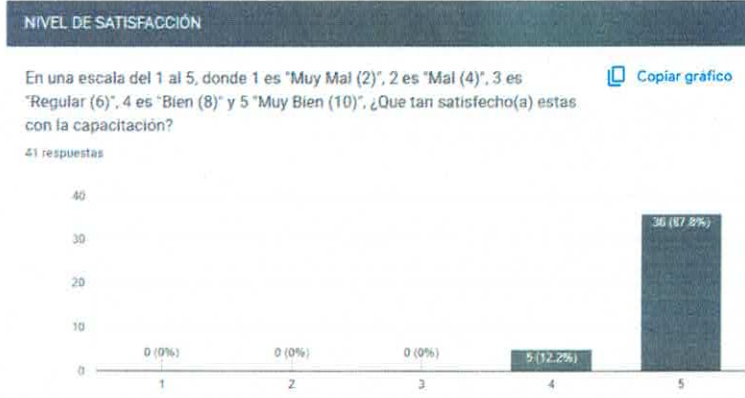 NIVEL DE SATISFACCIÓN
En una escala del 1 al 5, donde 1 es "Muy Mal (2)", 2 es "Mal (4)", 3 es
"Regular (6)", 4 es "Bien (8)" y 5 "Muy Bien (10)", ¿Que tan satisfecho(a) estas
con la capacitación?
Copiar gráfico
41 respuestas
40
30
20
10
0
0 (0%)
0 (0%)
0 (0%)
5 (12.2%)
36 (87.8%)
1
2
3
4
5